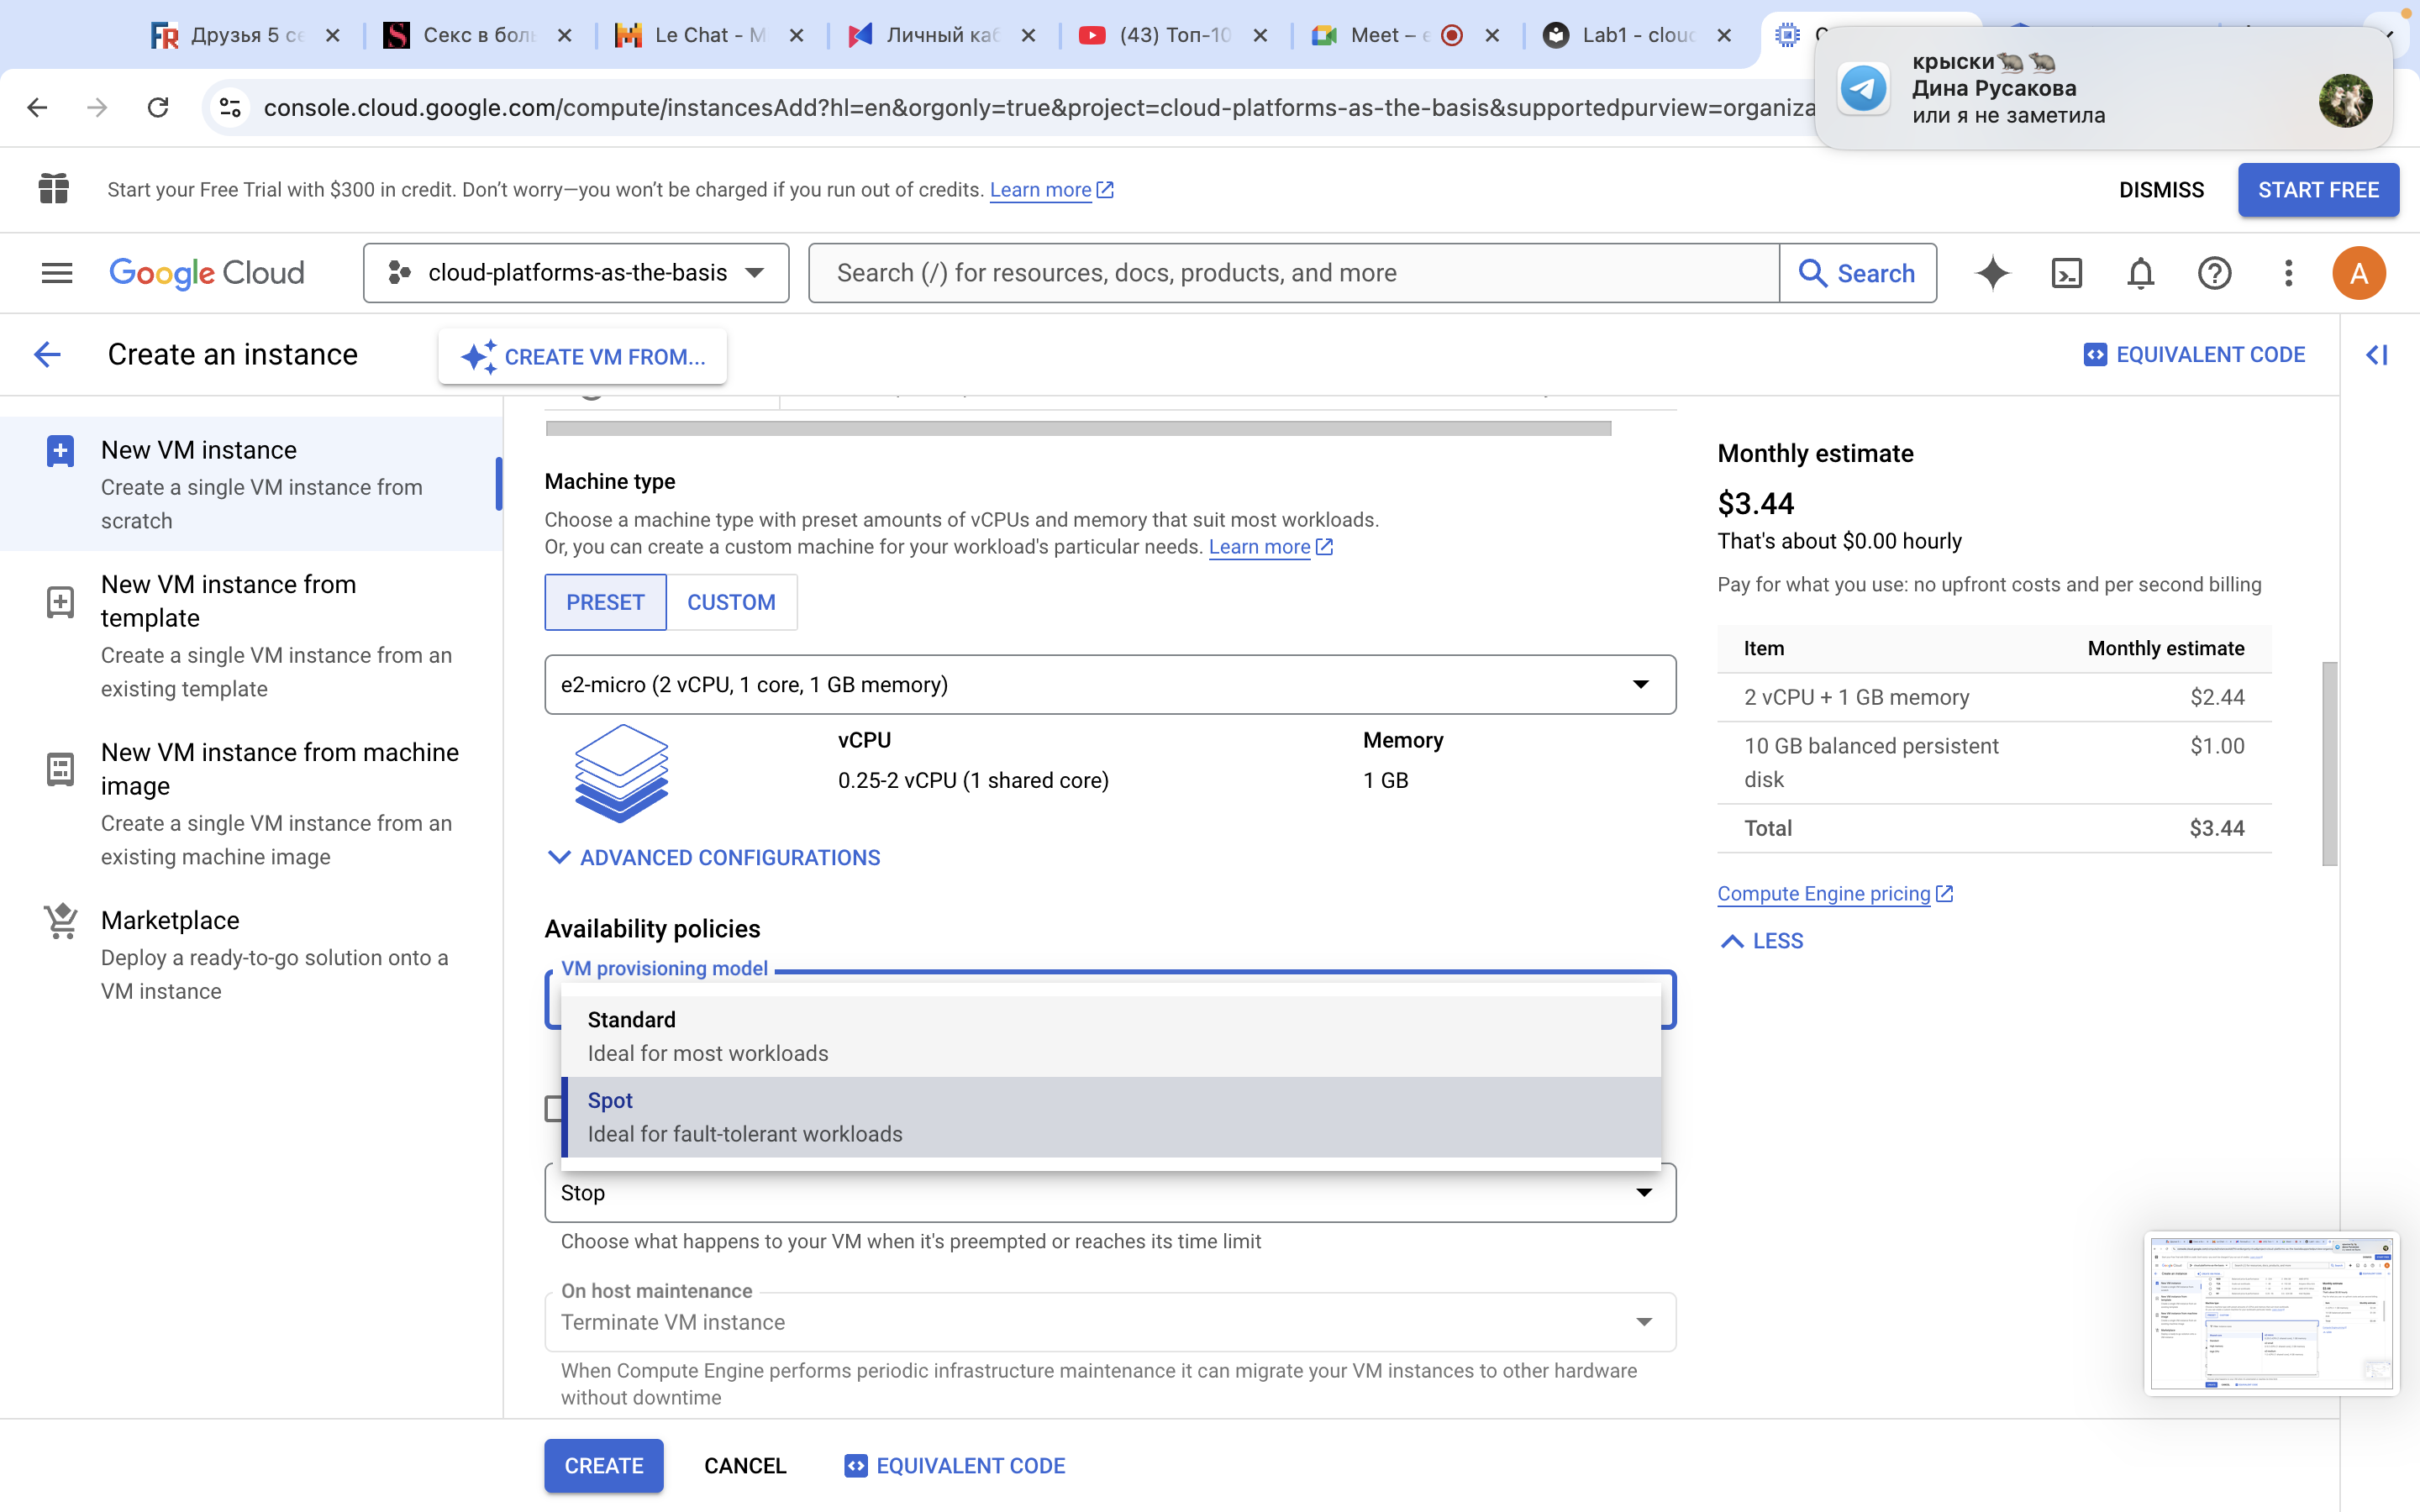 Друзья 5 се
Секс в боль
Le Chat - M
Личный каб
(43) Топ-10
Meet – e
Lab1 - clouc
крыски🐀🐀
Дина Русакова
или я не заметила
console.cloud.google.com/compute/instancesAdd?hl=en&orgonly=true&project=cloud-platforms-as-the-basis&supportedpurview=organiza
Start your Free Trial with $300 in credit. Don't worry—you won't be charged if you run out of credits. Learn more
DISMISS
START FREE
Google Cloud
cloud-platforms-as-the-basis
Search (/) for resources, docs, products, and more
Search
A
Create an instance
CREATE VM FROM...
EQUIVALENT CODE
New VM instance
Create a single VM instance from
scratch
New VM instance from
template
Create a single VM instance from an
existing template
New VM instance from machine
image
Create a single VM instance from an
existing machine image
Marketplace
Deploy a ready-to-go solution onto a
VM instance
Machine type
Choose a machine type with preset amounts of vCPUs and memory that suit most workloads.
Or, you can create a custom machine for your workload's particular needs. Learn more
PRESET
CUSTOM
e2-micro (2 vCPU, 1 core, 1 GB memory)
vCPU
Memory
0.25-2 vCPU (1 shared core)
1 GB
ADVANCED CONFIGURATIONS
Availability policies
VM provisioning model
Standard
Ideal for most workloads
Spot
Ideal for fault-tolerant workloads
Stop
Choose what happens to your VM when it's preempted or reaches its time limit
On host maintenance
Terminate VM instance
When Compute Engine performs periodic infrastructure maintenance it can migrate your VM instances to other hardware
without downtime
CREATE
CANCEL
EQUIVALENT CODE
Monthly estimate
$3.44
That's about $0.00 hourly
Pay for what you use: no upfront costs and per second billing
Item
Monthly estimate
2 vCPU + 1 GB memory
$2.44
10 GB balanced persistent
disk
$1.00
Total
$3.44
Compute Engine pricing
LESS